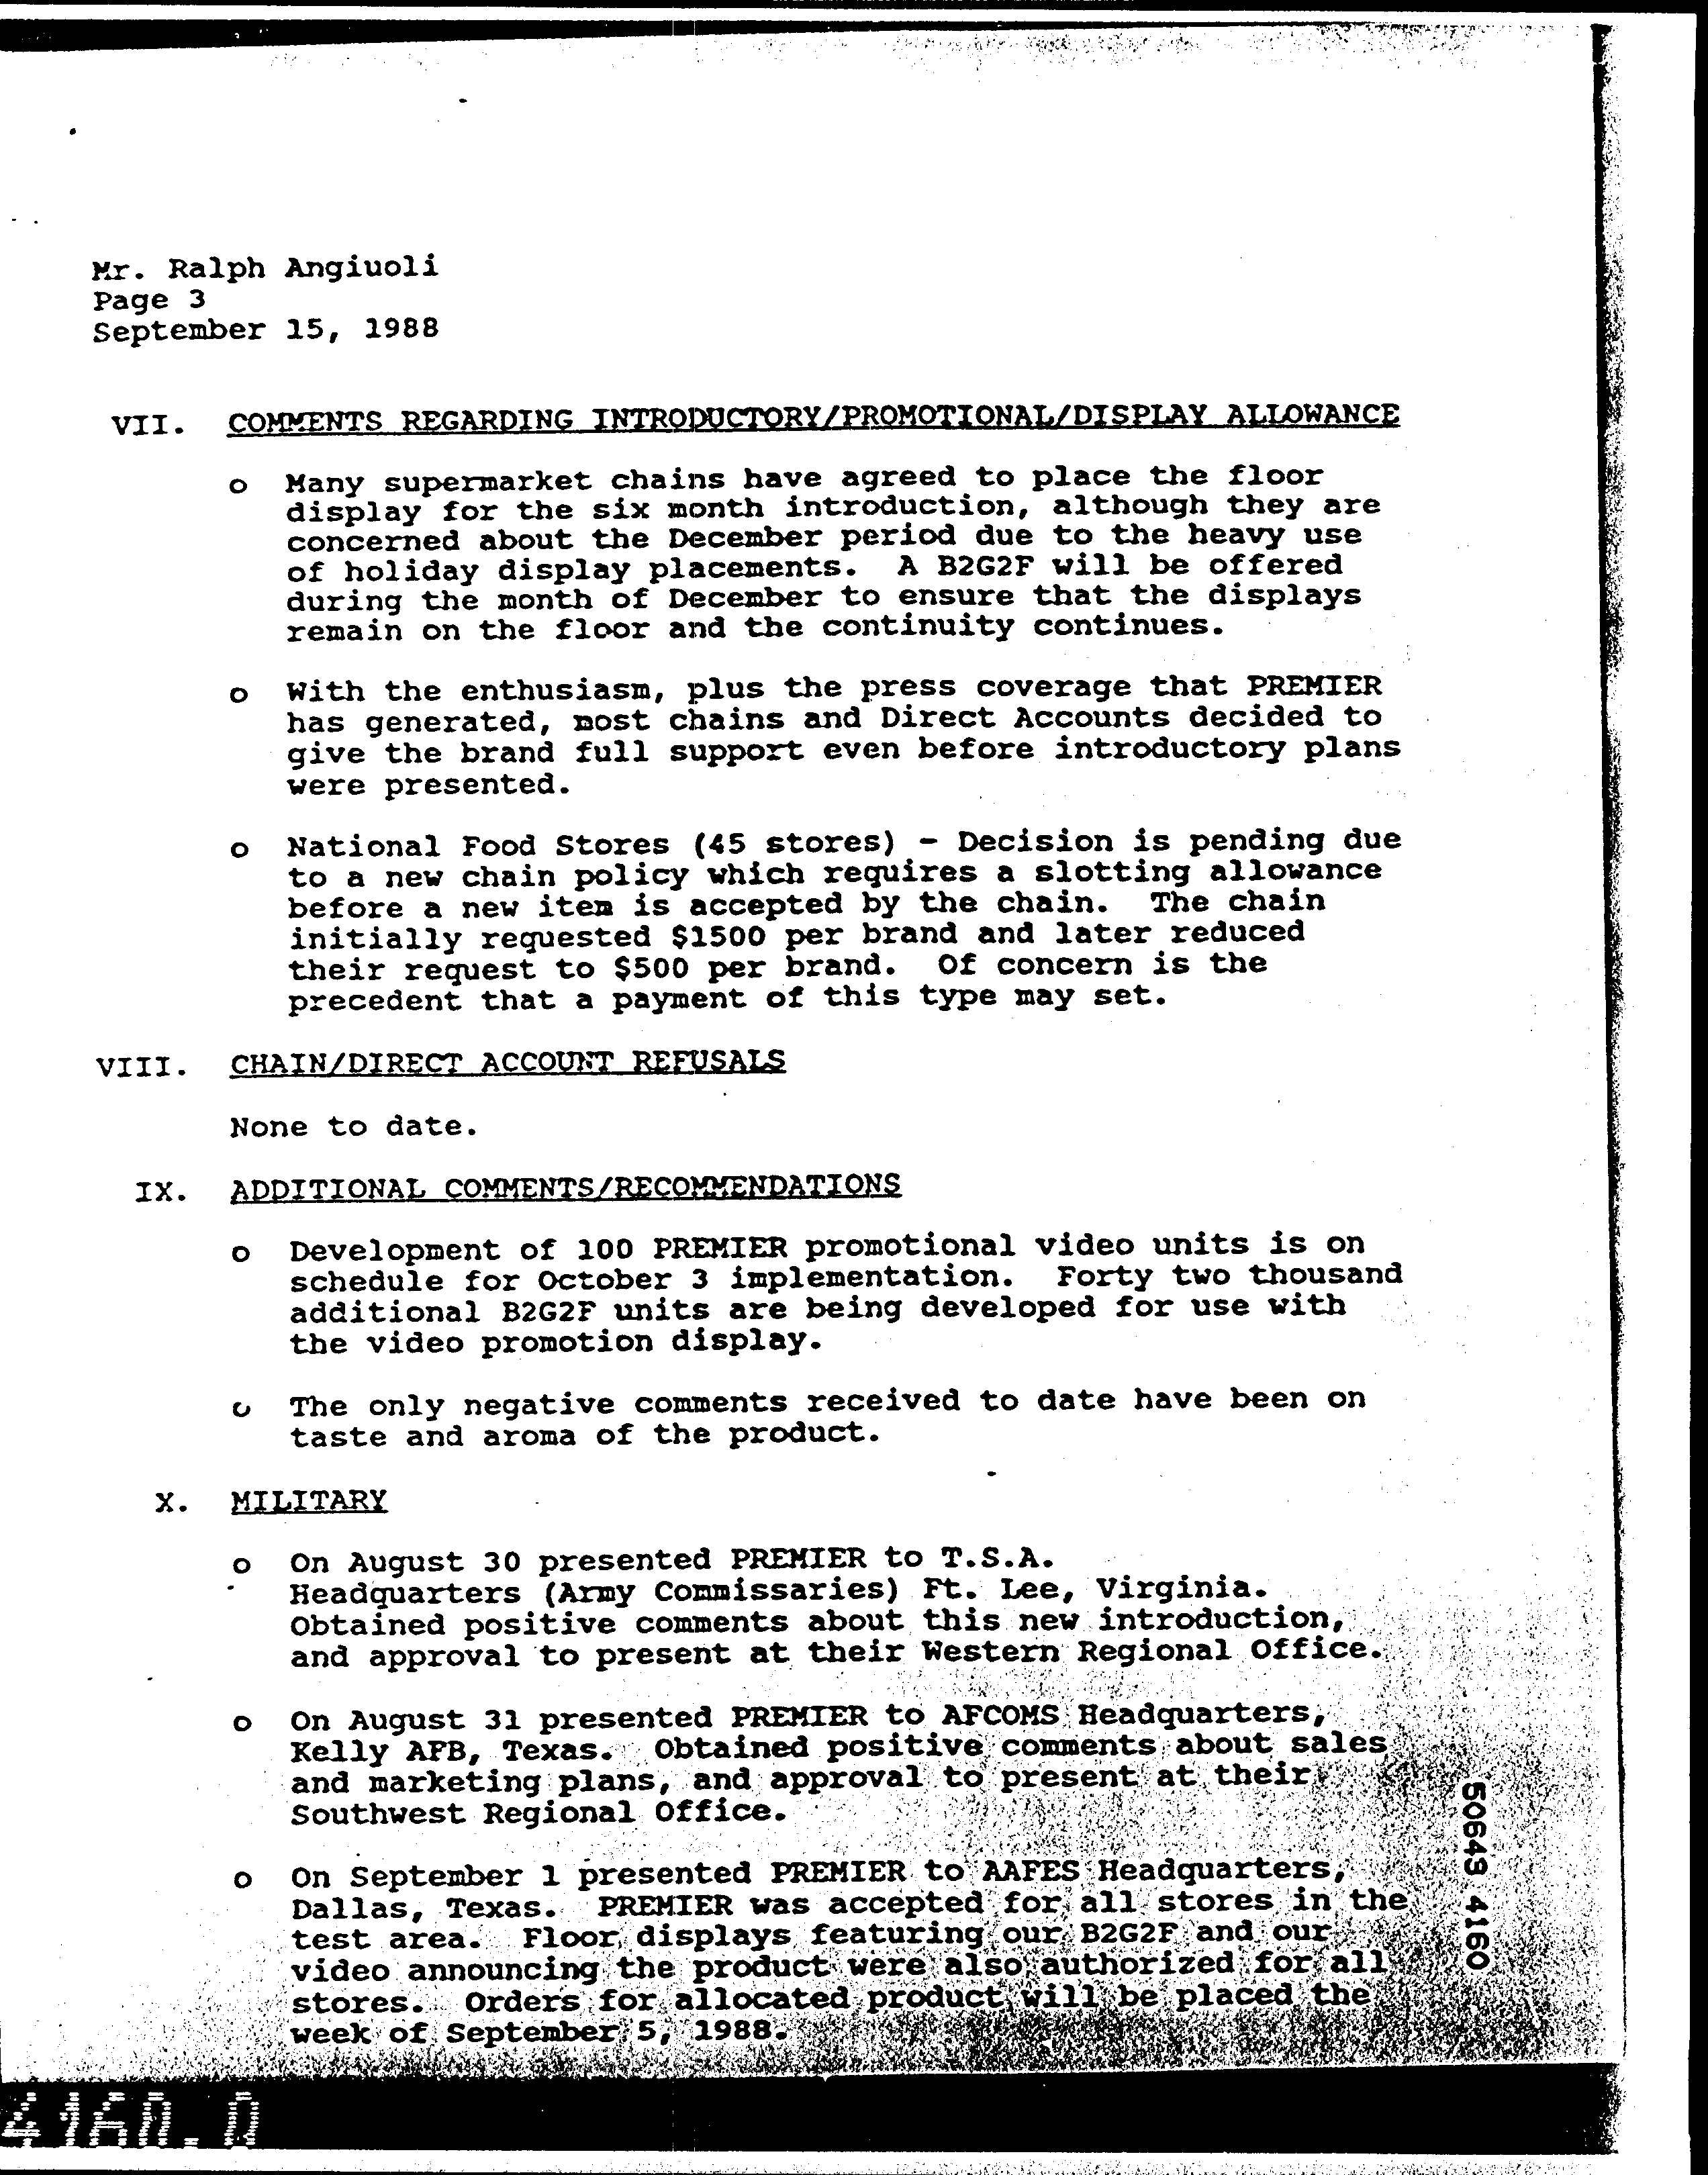 Mr. Ralph Angiuoli
Page 3
September 15, 1988
VII. COMMENTS REGARDING INTRODUCTORY/PROMOTIONAL/DISPLAY ALLOWANCE
o Many supermarket chains have agreed to place the floor
display for the six month introduction, although they are
concerned about the December period due to the heavy use
of holiday display placements. A B2G2F will be offered
during the month of December to ensure that the displays
remain on the floor and the continuity continues.
o With the enthusiasm, plus the press coverage that PREMIER
has generated, most chains and Direct Accounts decided to
give the brand full support even before introductory plans
were presented.
o National Food Stores (45 stores) - Decision is pending due
to a new chain policy which requires a slotting allowance
before a new item is accepted by the chain. The chain
initially requested $1500 per brand and later reduced
their request to $500 per brand. Of concern is the
precedent that a payment of this type may set.
VIII. CHAIN/DIRECT ACCOUNT REFUSALS
None to date.
IX. ADDITIONAL COMMENTS/RECOMMENDATIONS
o Development of 100 PREMIER promotional video units is on
schedule for October 3 implementation. Forty two thousand
additional B2G2F units are being developed for use with
the video promotion display.
o The only negative comments received to date have been on
taste and aroma of the product.
X. MILITARY
o On August 30 presented PREMIER to T.S.A.
Headquarters (Army Commissaries) Ft. Lee, Virginia.
Obtained positive comments about this new introduction,
and approval to present at their Western Regional Office.
o On August 31 presented PREMIER to AFCOMS Headquarters,
Kelly AFB, Texas. Obtained positive comments about sales
and marketing plans, and approval to present at their
Southwest Regional Office.
o On September 1 presented PREMIER to AAFES Headquarters,
Dallas, Texas. PREMIER was accepted for all stores in the
test area. Floor displays featuring our B2G2F and our
video announcing the product were also authorized for all
stores. Orders for allocated product will be placed the
week of September 5, 1988.
50643 4160
4160.0